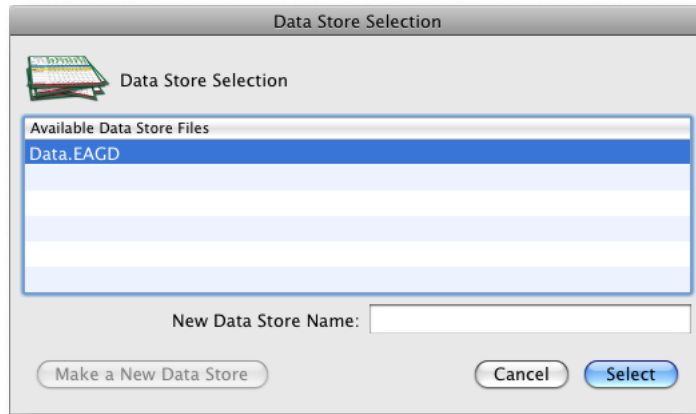 Data Store Selection
Data Store Selection
Available Data Store Files
Data.EAGD
New Data Store Name:
Make a New Data Store
Cancel
Select